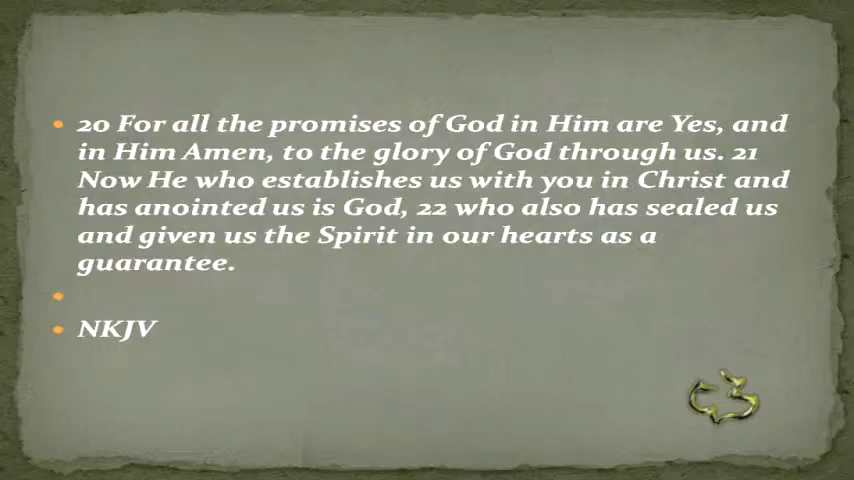 • 20 For all the promises of God in Him are Yes, and
in Him Amen, to the glory of God through us. 21
Now He who establishes us with you in Christ and
has anointed us is God, 22 who also has sealed us
and given us the Spirit in our hearts as a
guarantee.
•
• NKJV